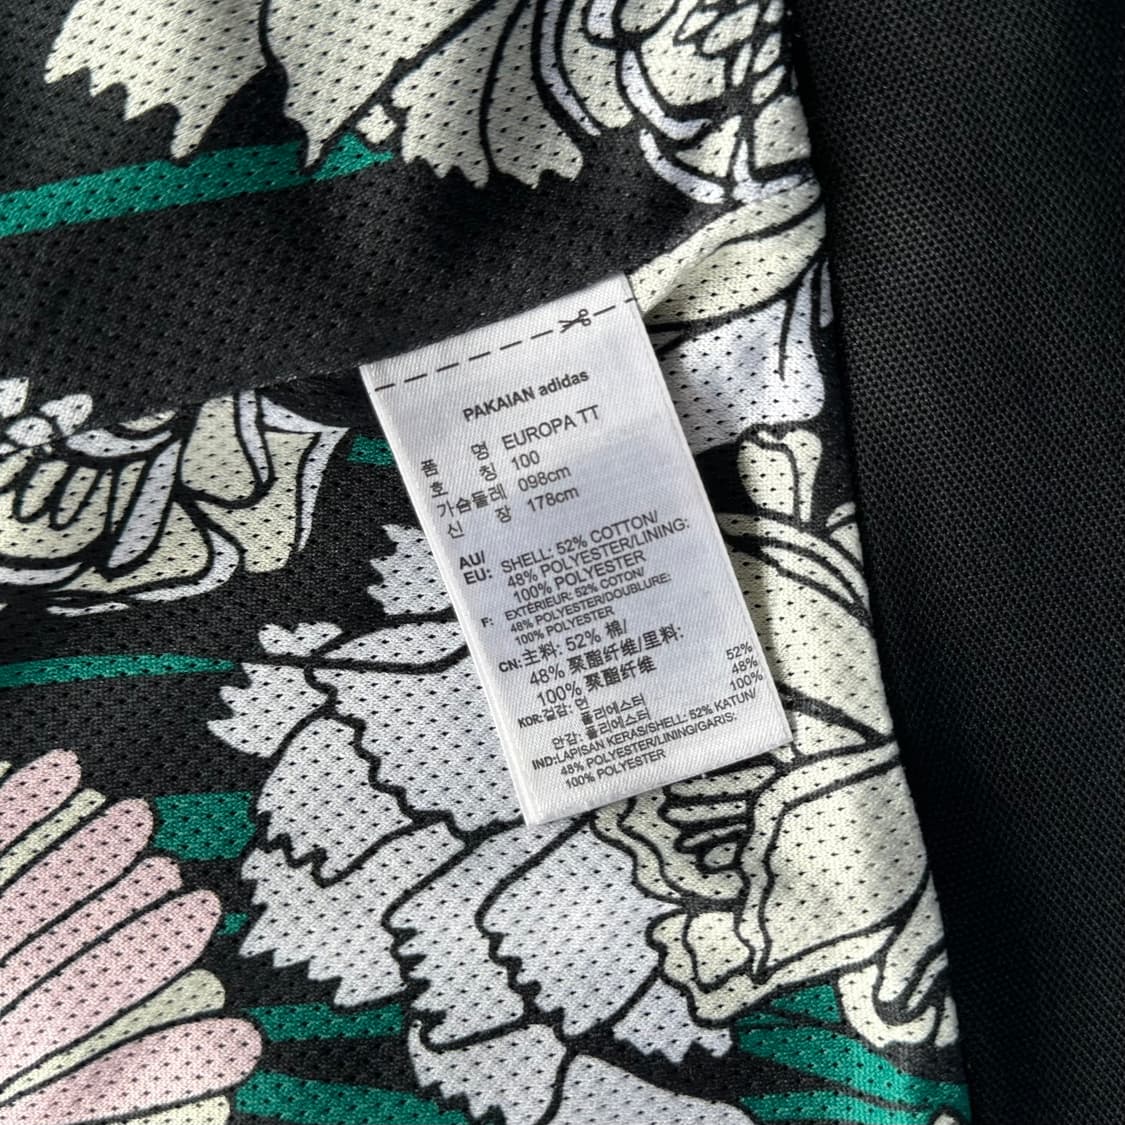 PAKAIAN adidas
품 명 EUROPA TT
호 칭 100
가슴둘레 098cm
신 장 178cm
AU/ EU: SHELL: 52% COTTON/
48% POLYESTER/LINING:
100% POLYESTER
F: EXTÉRIEUR: 52% COTON/
48% POLYESTER/DOUBLURE:
100% POLYESTER
CN: 主料: 52% 棉/
48% 聚酯纤维/里料:
100% 聚酯纤维
KOR: 겉감: 면 52%
폴리에스터 48%
안감: 폴리에스터 100%
IND: LAPISAN KERAS/SHELL: 52% KATUN/
48% POLYESTER/LINING/GARIS:
100% POLYESTER